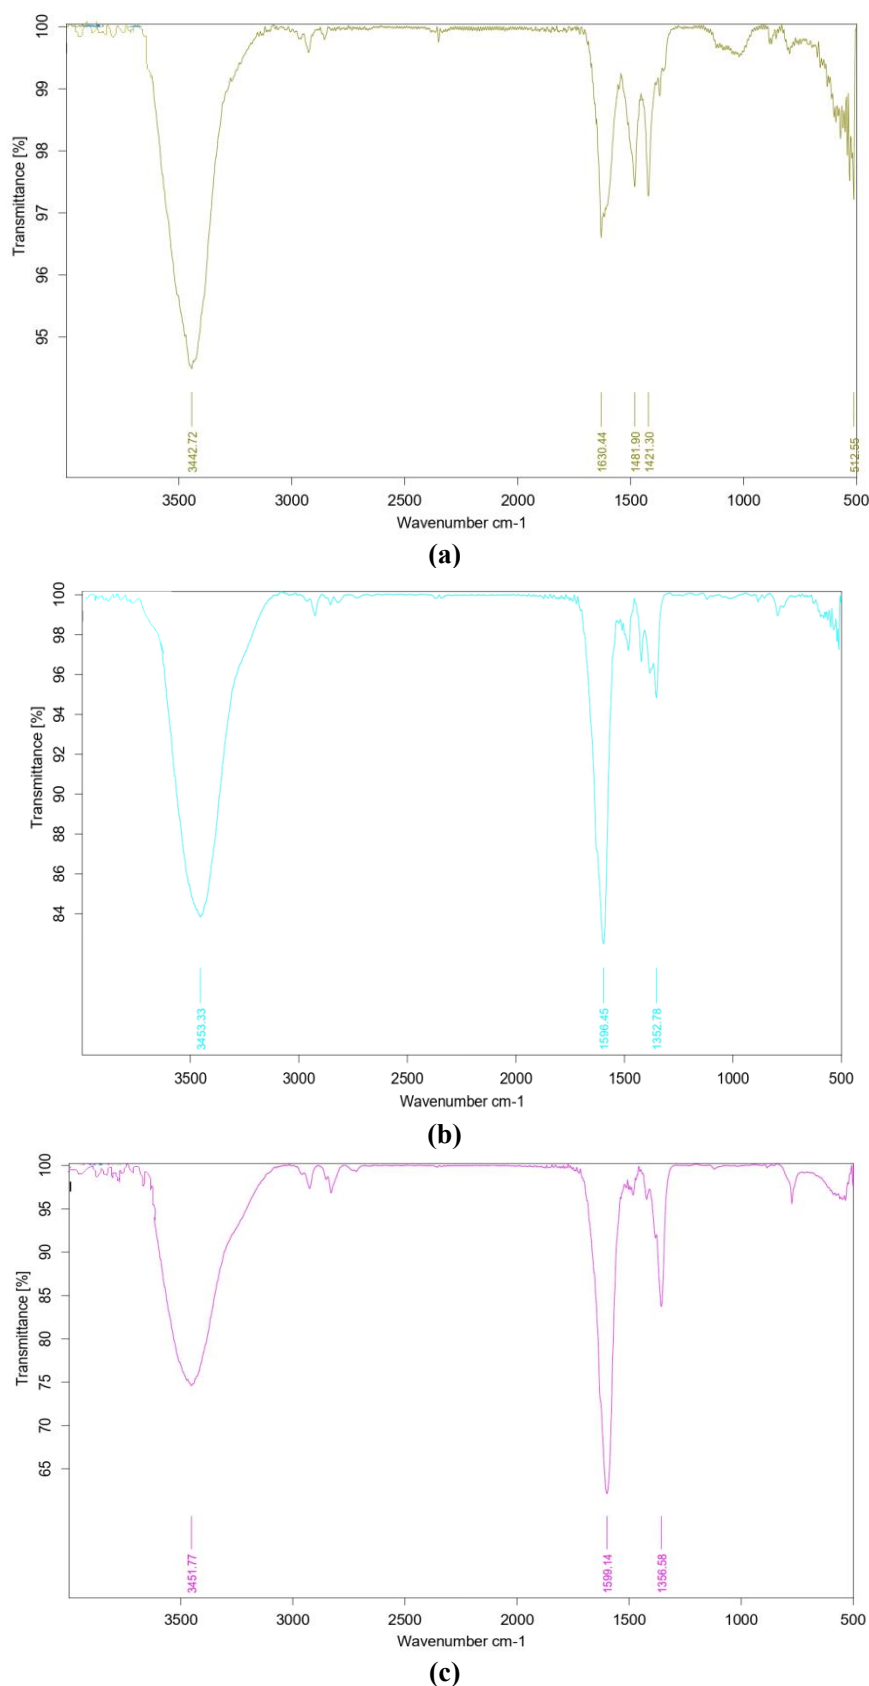 100
99
98
97
96
95
Transmittance [%]
3442.72
1630.44
1481.90
1421.30
512.55
3500 3000 2500 2000 1500 1000 500
Wavenumber cm-1
(a)
100
98
96
94
92
90
88
86
84
Transmittance [%]
3453.33
1596.45
1352.78
3500 3000 2500 2000 1500 1000 500
Wavenumber cm-1
(b)
100
95
90
85
80
75
70
65
Transmittance [%]
3451.77
1599.14
1356.58
3500 3000 2500 2000 1500 1000 500
Wavenumber cm-1
(c)